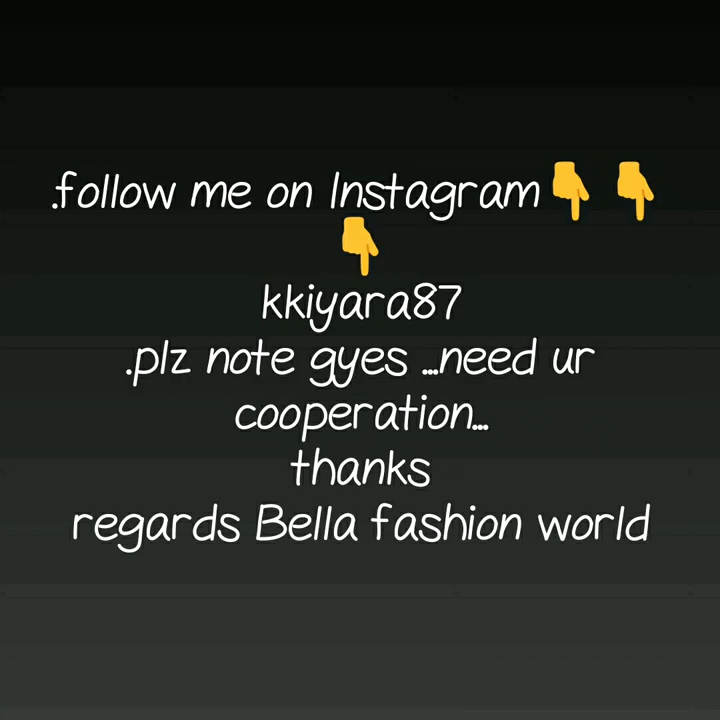 .follow me on Instagram👇 👇
👇
kkiyara87
.plz note gyes ...need ur
cooperation...
thanks
regards Bella fashion world